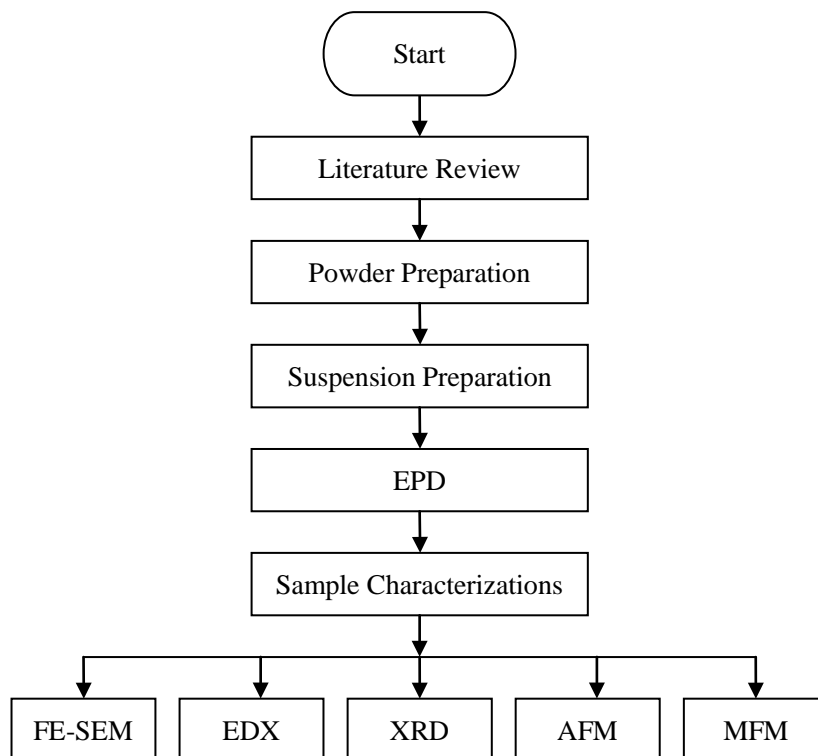 Start
Literature Review
Powder Preparation
Suspension Preparation
EPD
Sample Characterizations
FE-SEM
EDX
XRD
AFM
MFM